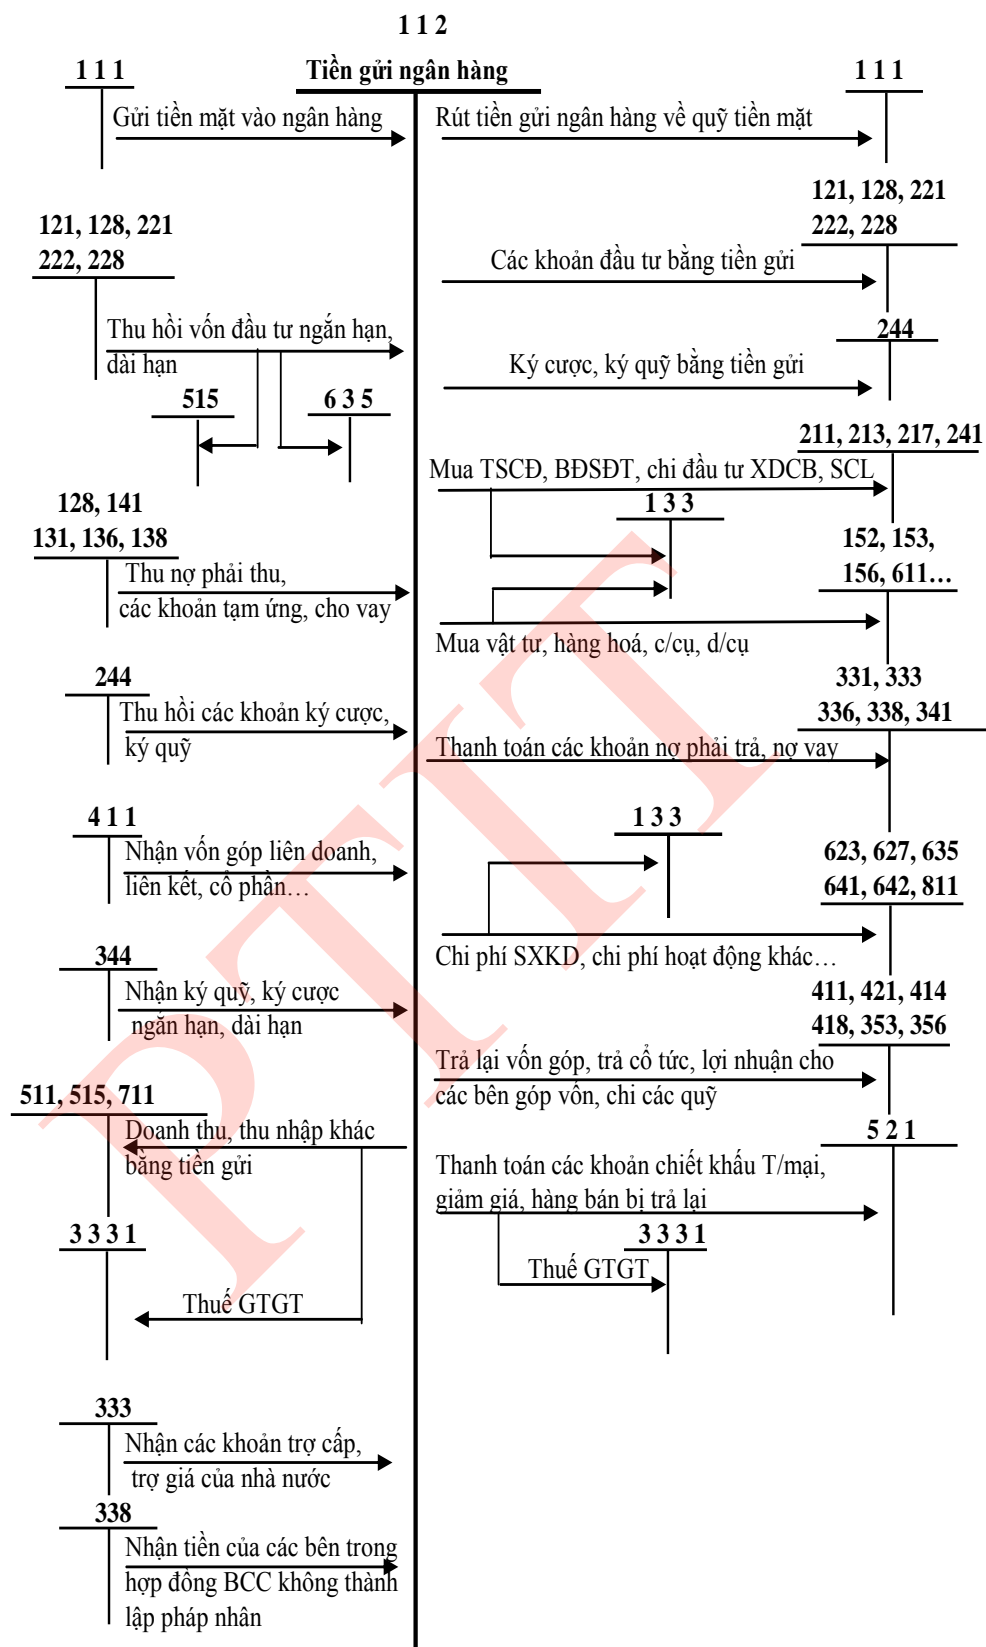 1 1 2
Tiền gửi ngân hàng
1 1 1
Gửi tiền mặt vào ngân hàng
121, 128, 221
222, 228
Thu hồi vốn đầu tư ngắn hạn,
dài hạn
515
6 3 5
128, 141
131, 136, 138
Thu nợ phải thu,
các khoản tạm ứng, cho vay
244
Thu hồi các khoản ký cược,
ký quỹ
4 1 1
Nhận vốn góp liên doanh,
liên kết, cổ phần…
344
Nhận ký quỹ, ký cược
ngắn hạn, dài hạn
511, 515, 711
Doanh thu, thu nhập khác
bằng tiền gửi
3 3 3 1
Thuế GTGT
333
Nhận các khoản trợ cấp,
trợ giá của nhà nước
338
Nhận tiền của các bên trong
hợp đồng BCC không thành
lập pháp nhân
1 1 1
Rút tiền gửi ngân hàng về quỹ tiền mặt
121, 128, 221
222, 228
Các khoản đầu tư bằng tiền gửi
244
Ký cược, ký quỹ bằng tiền gửi
211, 213, 217, 241
Mua TSCĐ, BĐSĐT, chi đầu tư XDCB, SCL
1 3 3
152, 153,
156, 611…
Mua vật tư, hàng hoá, c/cụ, d/cụ
331, 333
336, 338, 341
Thanh toán các khoản nợ phải trả, nợ vay
1 3 3
623, 627, 635
641, 642, 811
Chi phí SXKD, chi phí hoạt động khác…
411, 421, 414
418, 353, 356
Trả lại vốn góp, trả cổ tức, lợi nhuận cho
các bên góp vốn, chi các quỹ
5 2 1
Thanh toán các khoản chiết khấu T/mại,
giảm giá, hàng bán bị trả lại
3 3 3 1
Thuế GTGT
PTIT